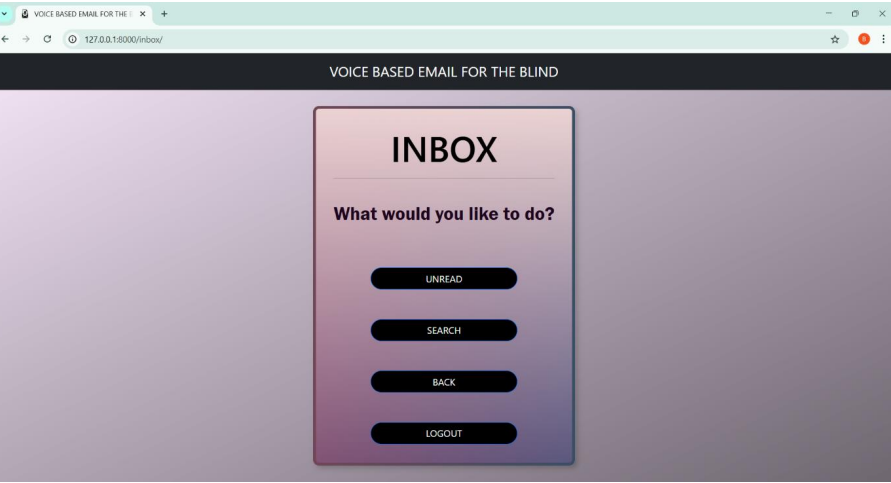 VOICE BASED EMAIL FOR THE
127.0.0.1:8000/inbox/
VOICE BASED EMAIL FOR THE BLIND
INBOX
What would you like to do?
UNREAD
SEARCH
BACK
LOGOUT